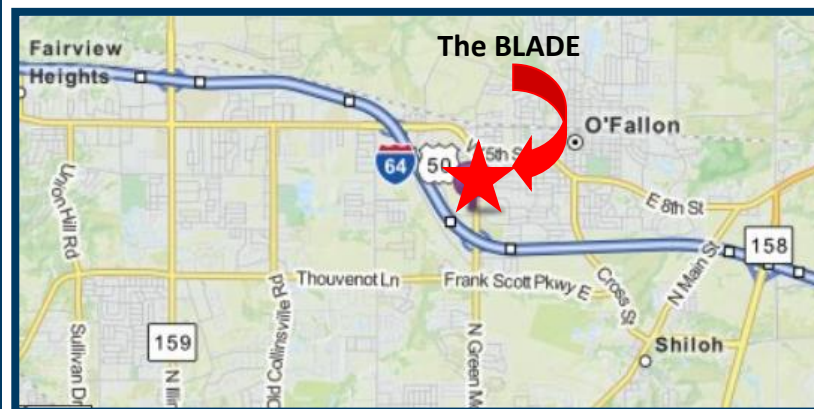 The BLADE
Fairview
Heights
O'Fallon
W 5th St
64
50
E 8th St
Union Hill Rd
158
Thouvenot Ln
Frank Scott Pkwy E
Cross St
N Main St
Old Collinsville Rd
159
Shiloh
Sullivan Dr
N Illin
N Green M